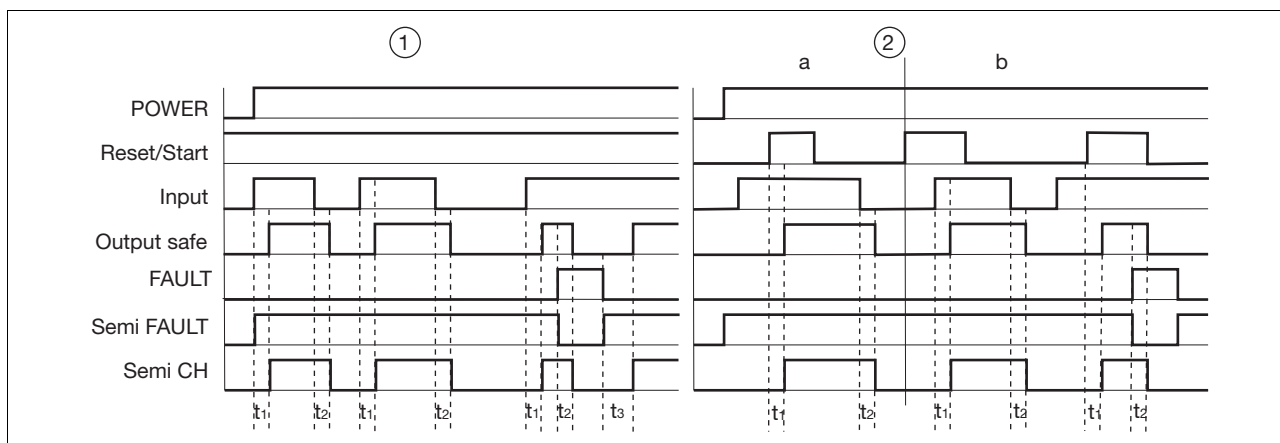 ①
②
a
b
POWER
Reset/Start
Input
Output safe
FAULT
Semi FAULT
Semi CH
t1
t2
t1
t2
t1
t2
t3
t1
t2
t1
t2
t1
t2